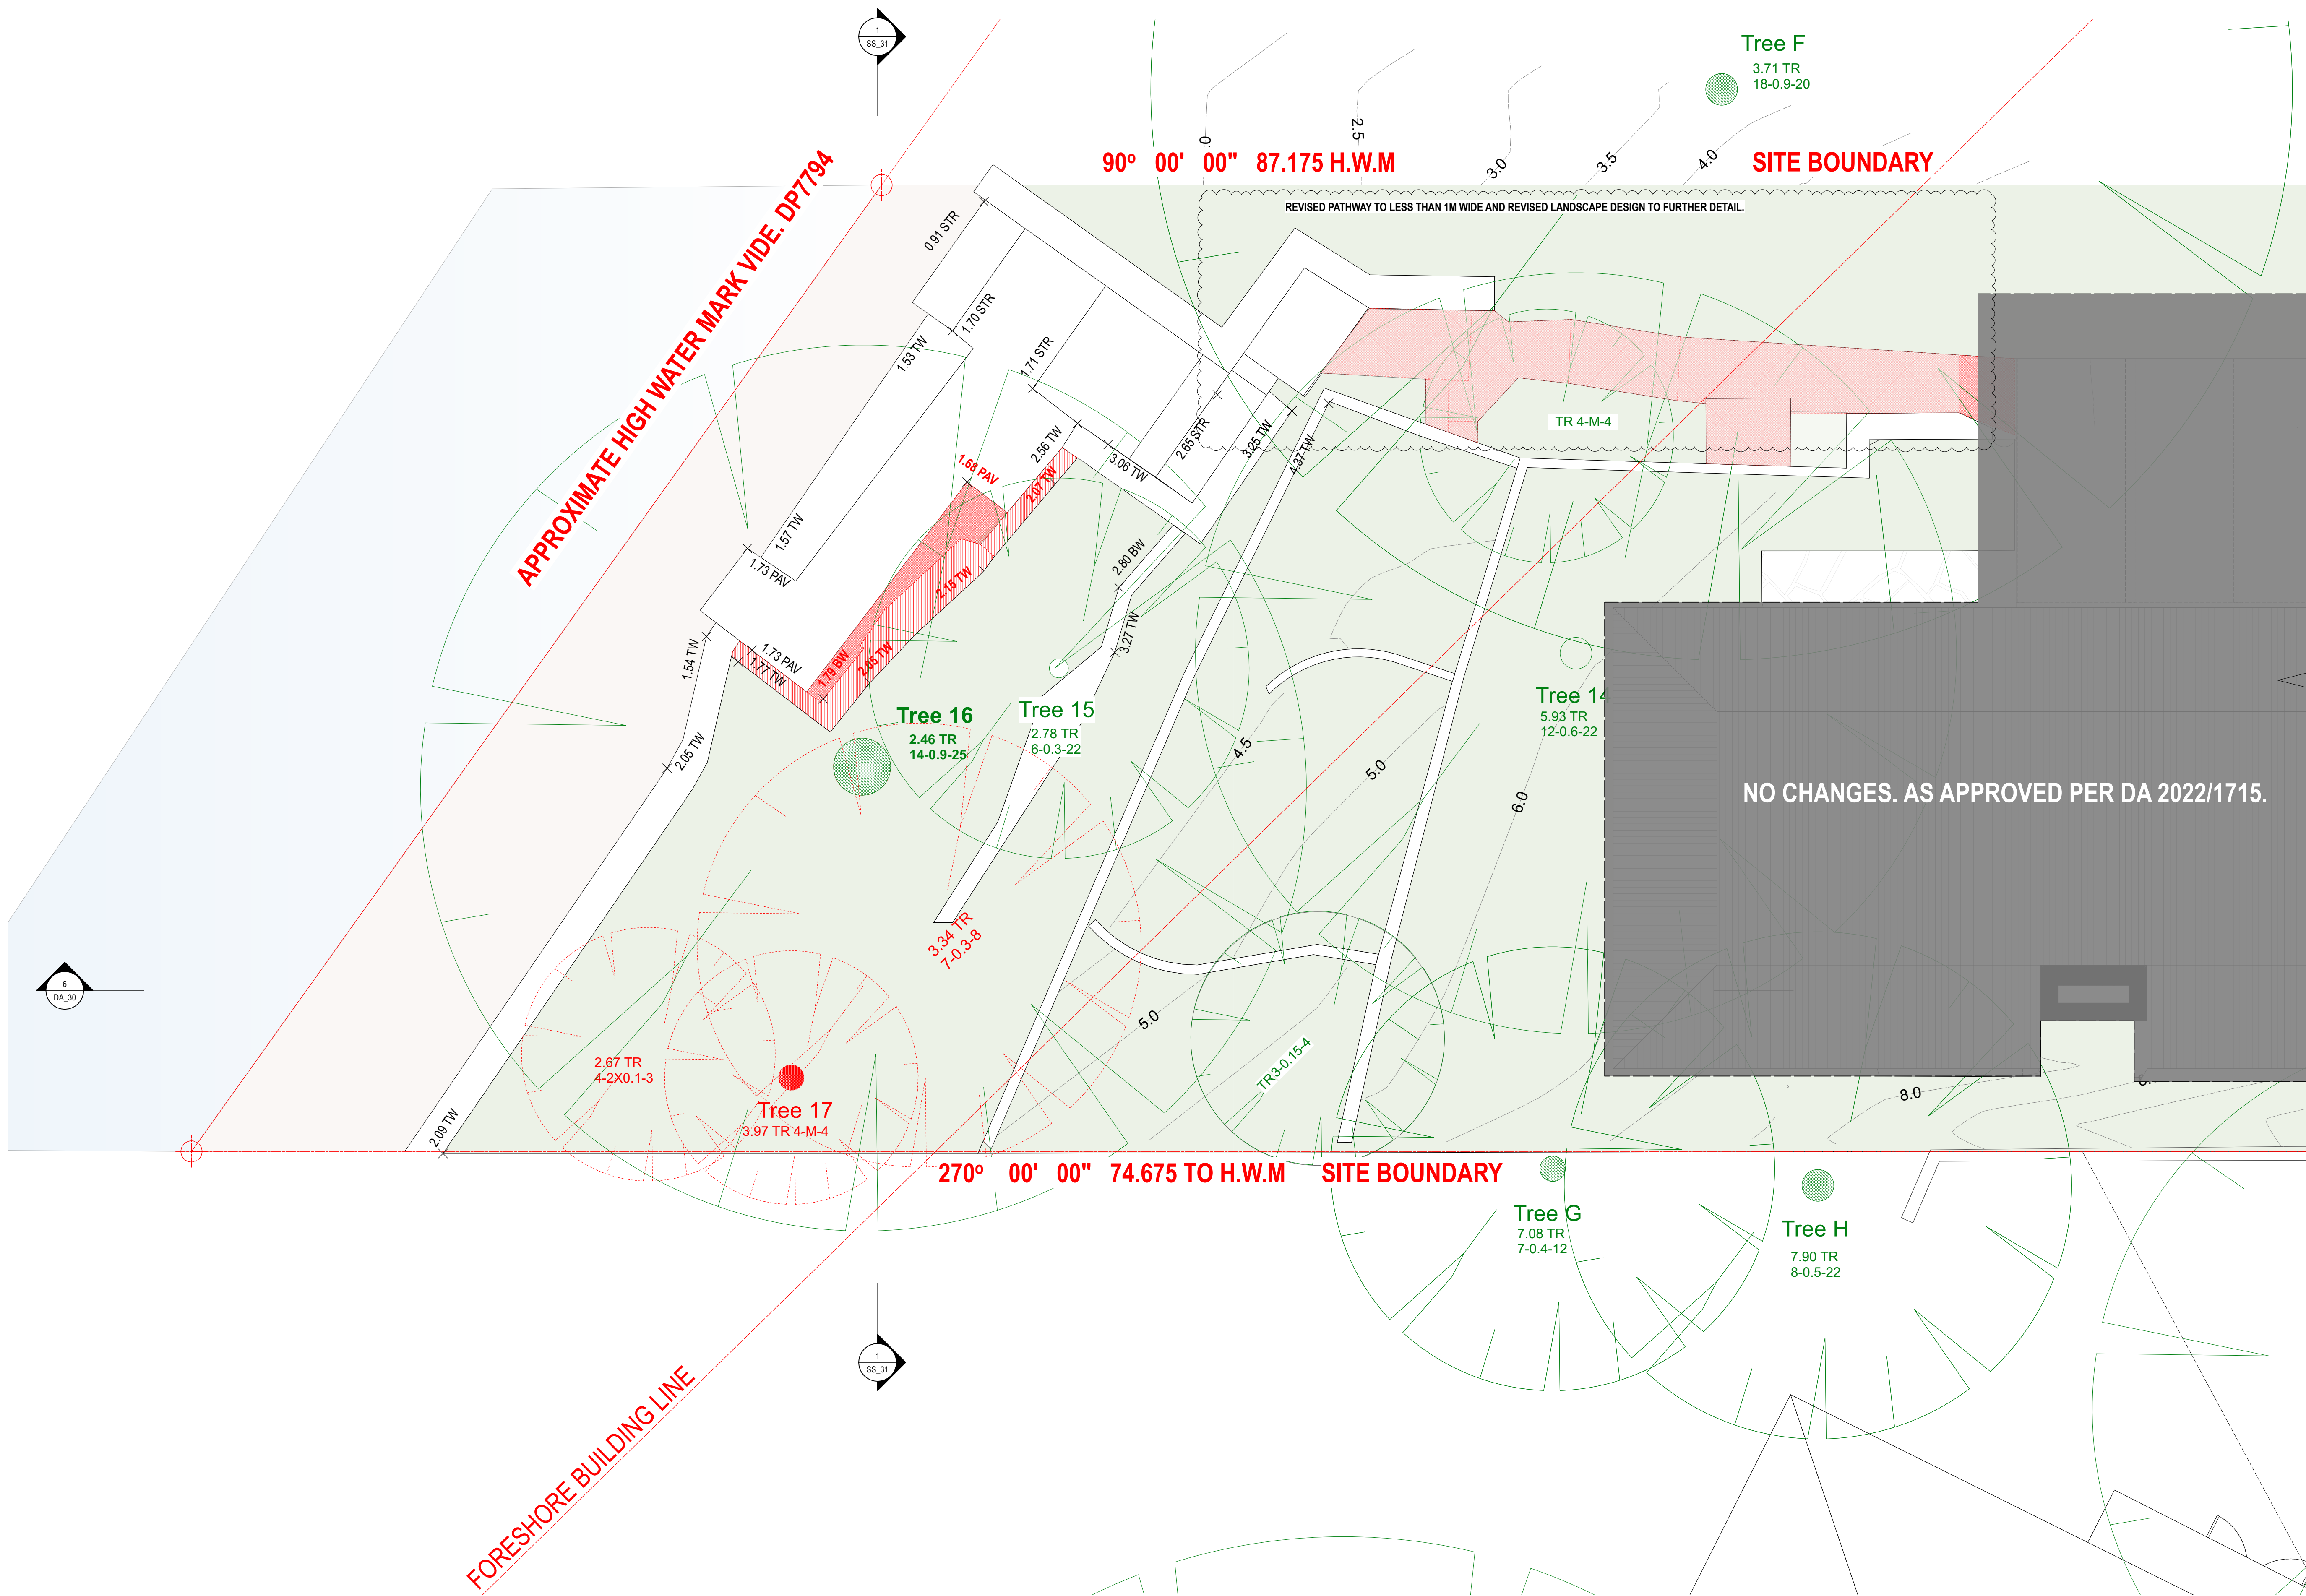 1
SS_31
Tree F
3.71 TR
18-0.9-20
2.5
3.0
3.5
4.0
90° 00' 00" 87.175 H.W.M
SITE BOUNDARY
REVISED PATHWAY TO LESS THAN 1M WIDE AND REVISED LANDSCAPE DESIGN TO FURTHER DETAIL.
APPROXIMATE HIGH WATER MARK VIDE. DP7794
0.91 STR
1.70 STR
1.53 TW
1.71 STR
2.56 TW
3.06 TW
2.65 STR
3.25 TW
4.37 TW
TR 4-M-4
1.68 PAV
2.07 TW
1.57 TW
1.73 PAV
2.15 TW
2.80 BW
1.54 TW
1.73 PAV
1.77 TW
1.79 BW
2.05 TW
3.27 TW
Tree 16
2.46 TR
14-0.9-25
Tree 15
2.78 TR
6-0.3-22
Tree 14
5.93 TR
12-0.6-22
2.05 TW
4.5
5.0
6.0
NO CHANGES. AS APPROVED PER DA 2022/1715.
3.34 TR
7-0.3-8
6
DA_30
5.0
2.67 TR
4-2X0.1-3
Tree 17
3.97 TR 4-M-4
TR3-0.15-4
8.0
2.09 TW
270° 00' 00" 74.675 TO H.W.M
SITE BOUNDARY
Tree G
7.08 TR
7-0.4-12
Tree H
7.90 TR
8-0.5-22
1
SS_31
FORESHORE BUILDING LINE